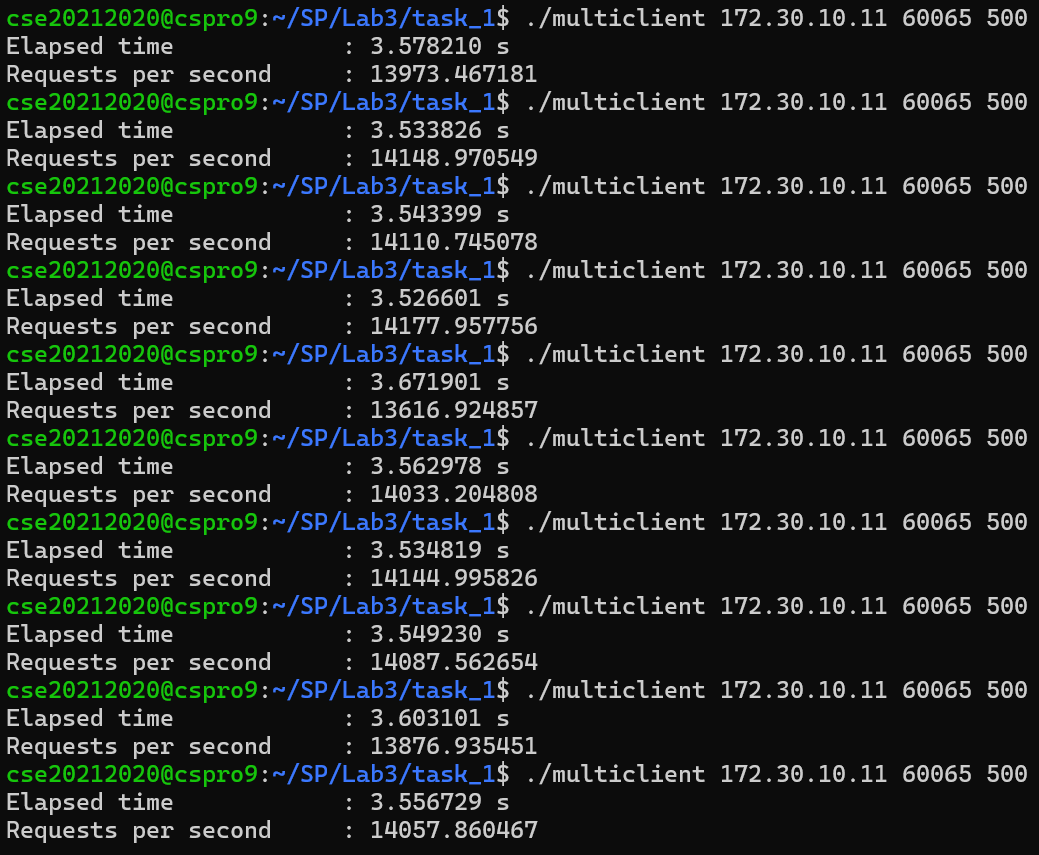 cse20212020@cspro9:~/SP/Lab3/task_1$ ./multiclient 172.30.10.11 60065 500
Elapsed time            : 3.578210 s
Requests per second     : 13973.467181
cse20212020@cspro9:~/SP/Lab3/task_1$ ./multiclient 172.30.10.11 60065 500
Elapsed time            : 3.533826 s
Requests per second     : 14148.970549
cse20212020@cspro9:~/SP/Lab3/task_1$ ./multiclient 172.30.10.11 60065 500
Elapsed time            : 3.543399 s
Requests per second     : 14110.745078
cse20212020@cspro9:~/SP/Lab3/task_1$ ./multiclient 172.30.10.11 60065 500
Elapsed time            : 3.526601 s
Requests per second     : 14177.957756
cse20212020@cspro9:~/SP/Lab3/task_1$ ./multiclient 172.30.10.11 60065 500
Elapsed time            : 3.671901 s
Requests per second     : 13616.924857
cse20212020@cspro9:~/SP/Lab3/task_1$ ./multiclient 172.30.10.11 60065 500
Elapsed time            : 3.562978 s
Requests per second     : 14033.204808
cse20212020@cspro9:~/SP/Lab3/task_1$ ./multiclient 172.30.10.11 60065 500
Elapsed time            : 3.534819 s
Requests per second     : 14144.995826
cse20212020@cspro9:~/SP/Lab3/task_1$ ./multiclient 172.30.10.11 60065 500
Elapsed time            : 3.549230 s
Requests per second     : 14087.562654
cse20212020@cspro9:~/SP/Lab3/task_1$ ./multiclient 172.30.10.11 60065 500
Elapsed time            : 3.603101 s
Requests per second     : 13876.935451
cse20212020@cspro9:~/SP/Lab3/task_1$ ./multiclient 172.30.10.11 60065 500
Elapsed time            : 3.556729 s
Requests per second     : 14057.860467